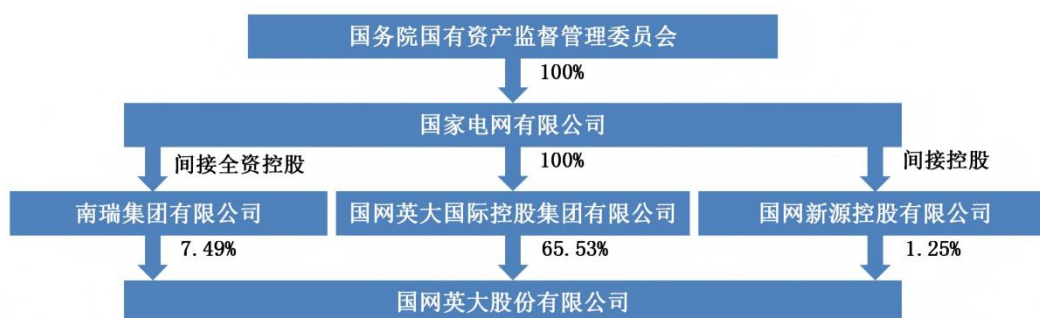 国务院国有资产监督管理委员会
100%
国家电网有限公司
间接全资控股
100%
间接控股
南瑞集团有限公司
国网英大国际控股集团有限公司
国网新源控股有限公司
7.49%
65.53%
1.25%
国网英大股份有限公司